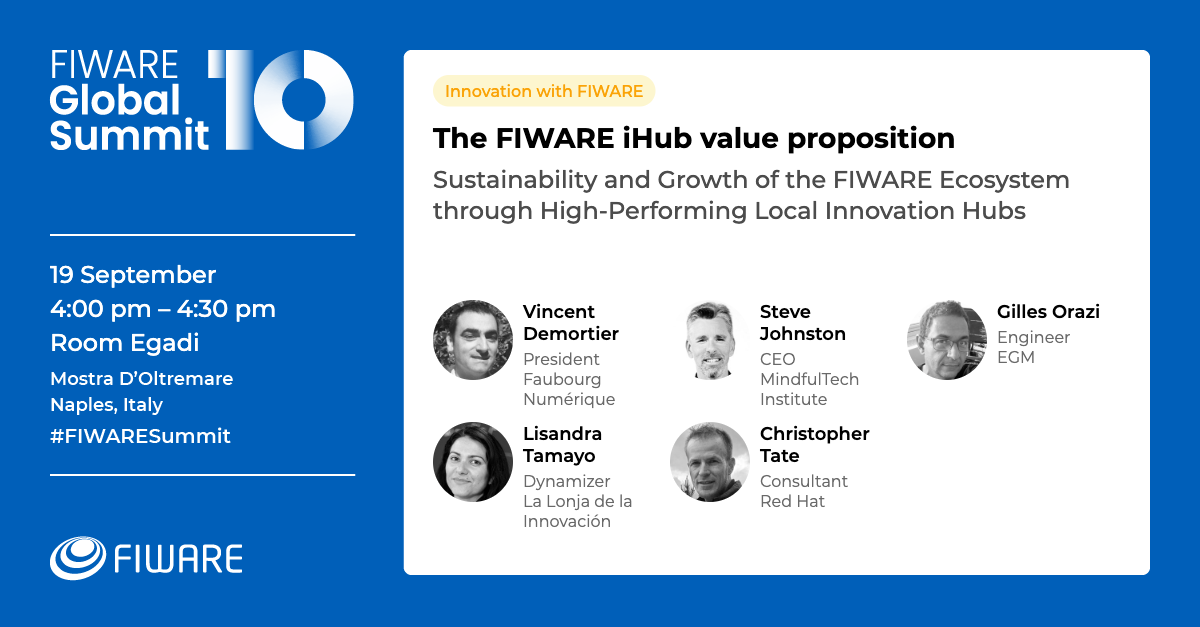 FIWARE
Global
Summit
10
19 September
4:00 pm – 4:30 pm
Room Egadi
Mostra D’Oltremare
Naples, Italy
#FIWARESummit
FIWARE
Innovation with FIWARE
The FIWARE iHub value proposition
Sustainability and Growth of the FIWARE Ecosystem
through High-Performing Local Innovation Hubs
Vincent
Demortier
President
Faubourg
Numérique
Steve
Johnston
CEO
MindfulTech
Institute
Gilles Orazi
Engineer
EGM
Lisandra
Tamayo
Dynamizer
La Lonja de la
Innovación
Christopher
Tate
Consultant
Red Hat